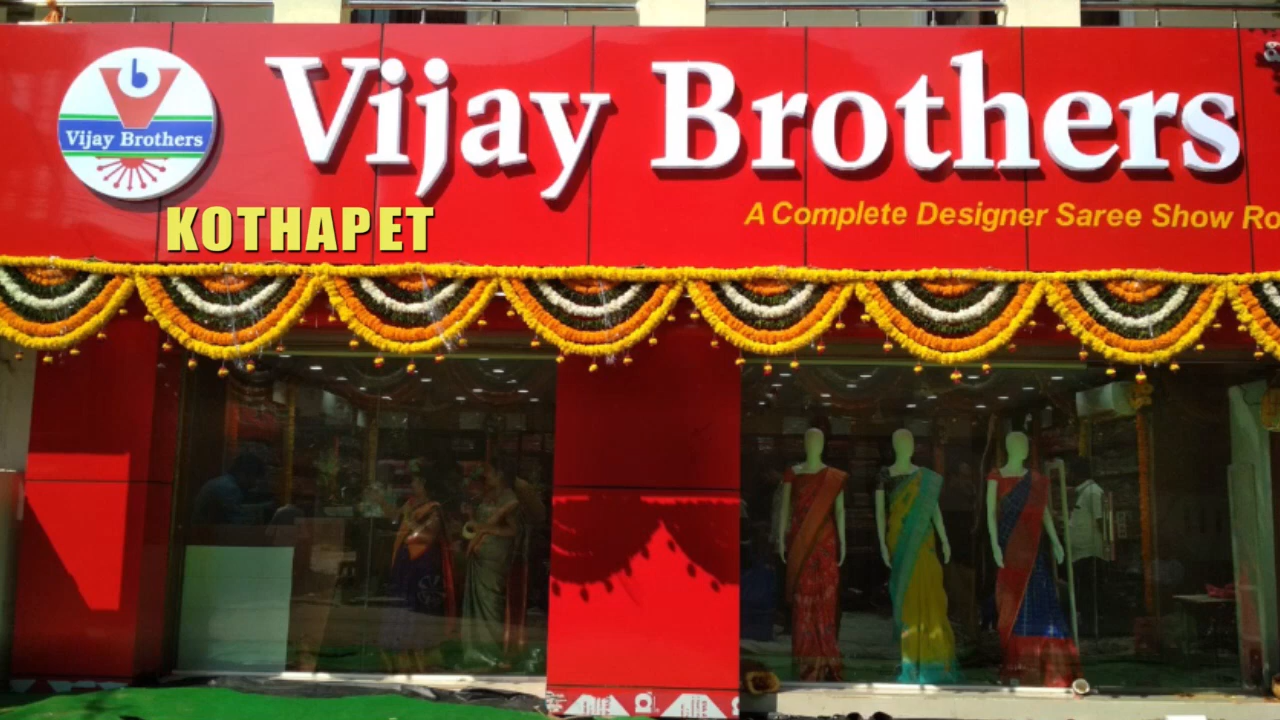 b
Vijay Brothers
Vijay Brothers
KOTHAPET
A Complete Designer Saree Show Ro